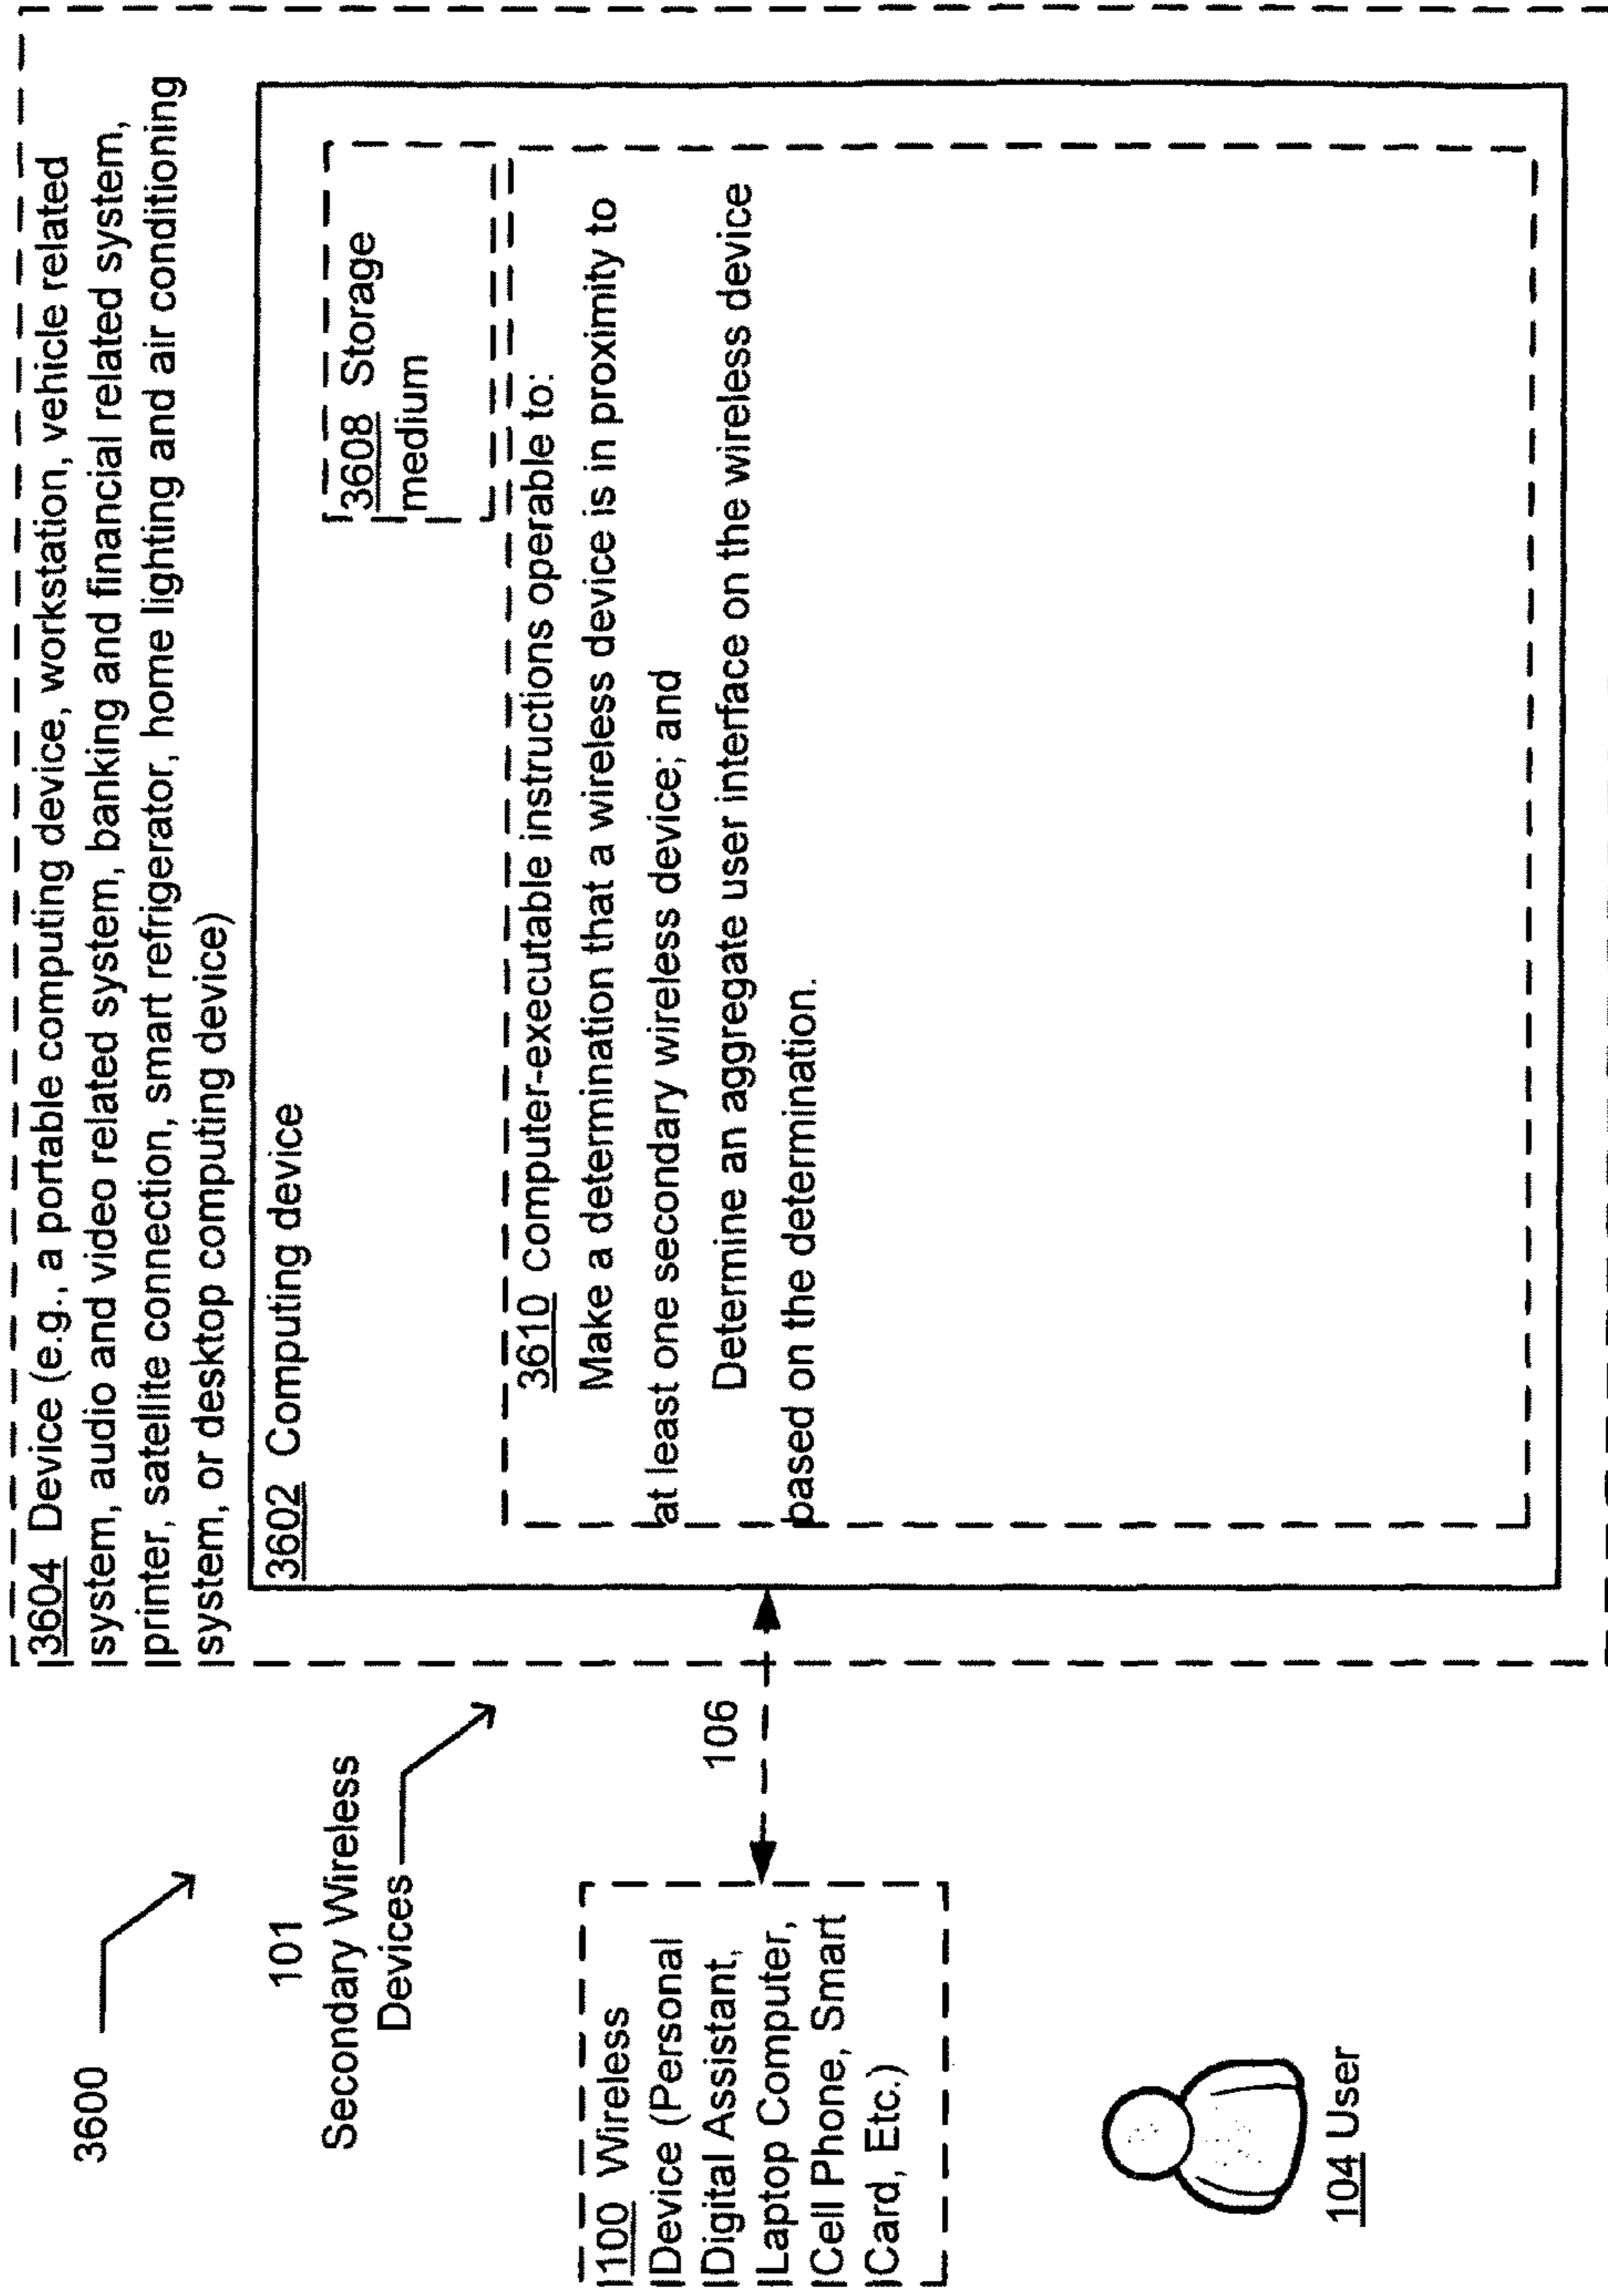 3600
101
Secondary Wireless
Devices
100 Wireless
Device (Personal
Digital Assistant,
Laptop Computer,
Cell Phone, Smart
Card, Etc.)
104 User
106
3604 Device (e.g., a portable computing device, workstation, vehicle related
system, audio and video related system, banking and financial related system,
printer, satellite connection, smart refrigerator, home lighting and air conditioning
system, or desktop computing device)
3602 Computing device
3608 Storage
medium
3610 Computer-executable instructions operable to:
Make a determination that a wireless device is in proximity to
at least one secondary wireless device; and
Determine an aggregate user interface on the wireless device
based on the determination.